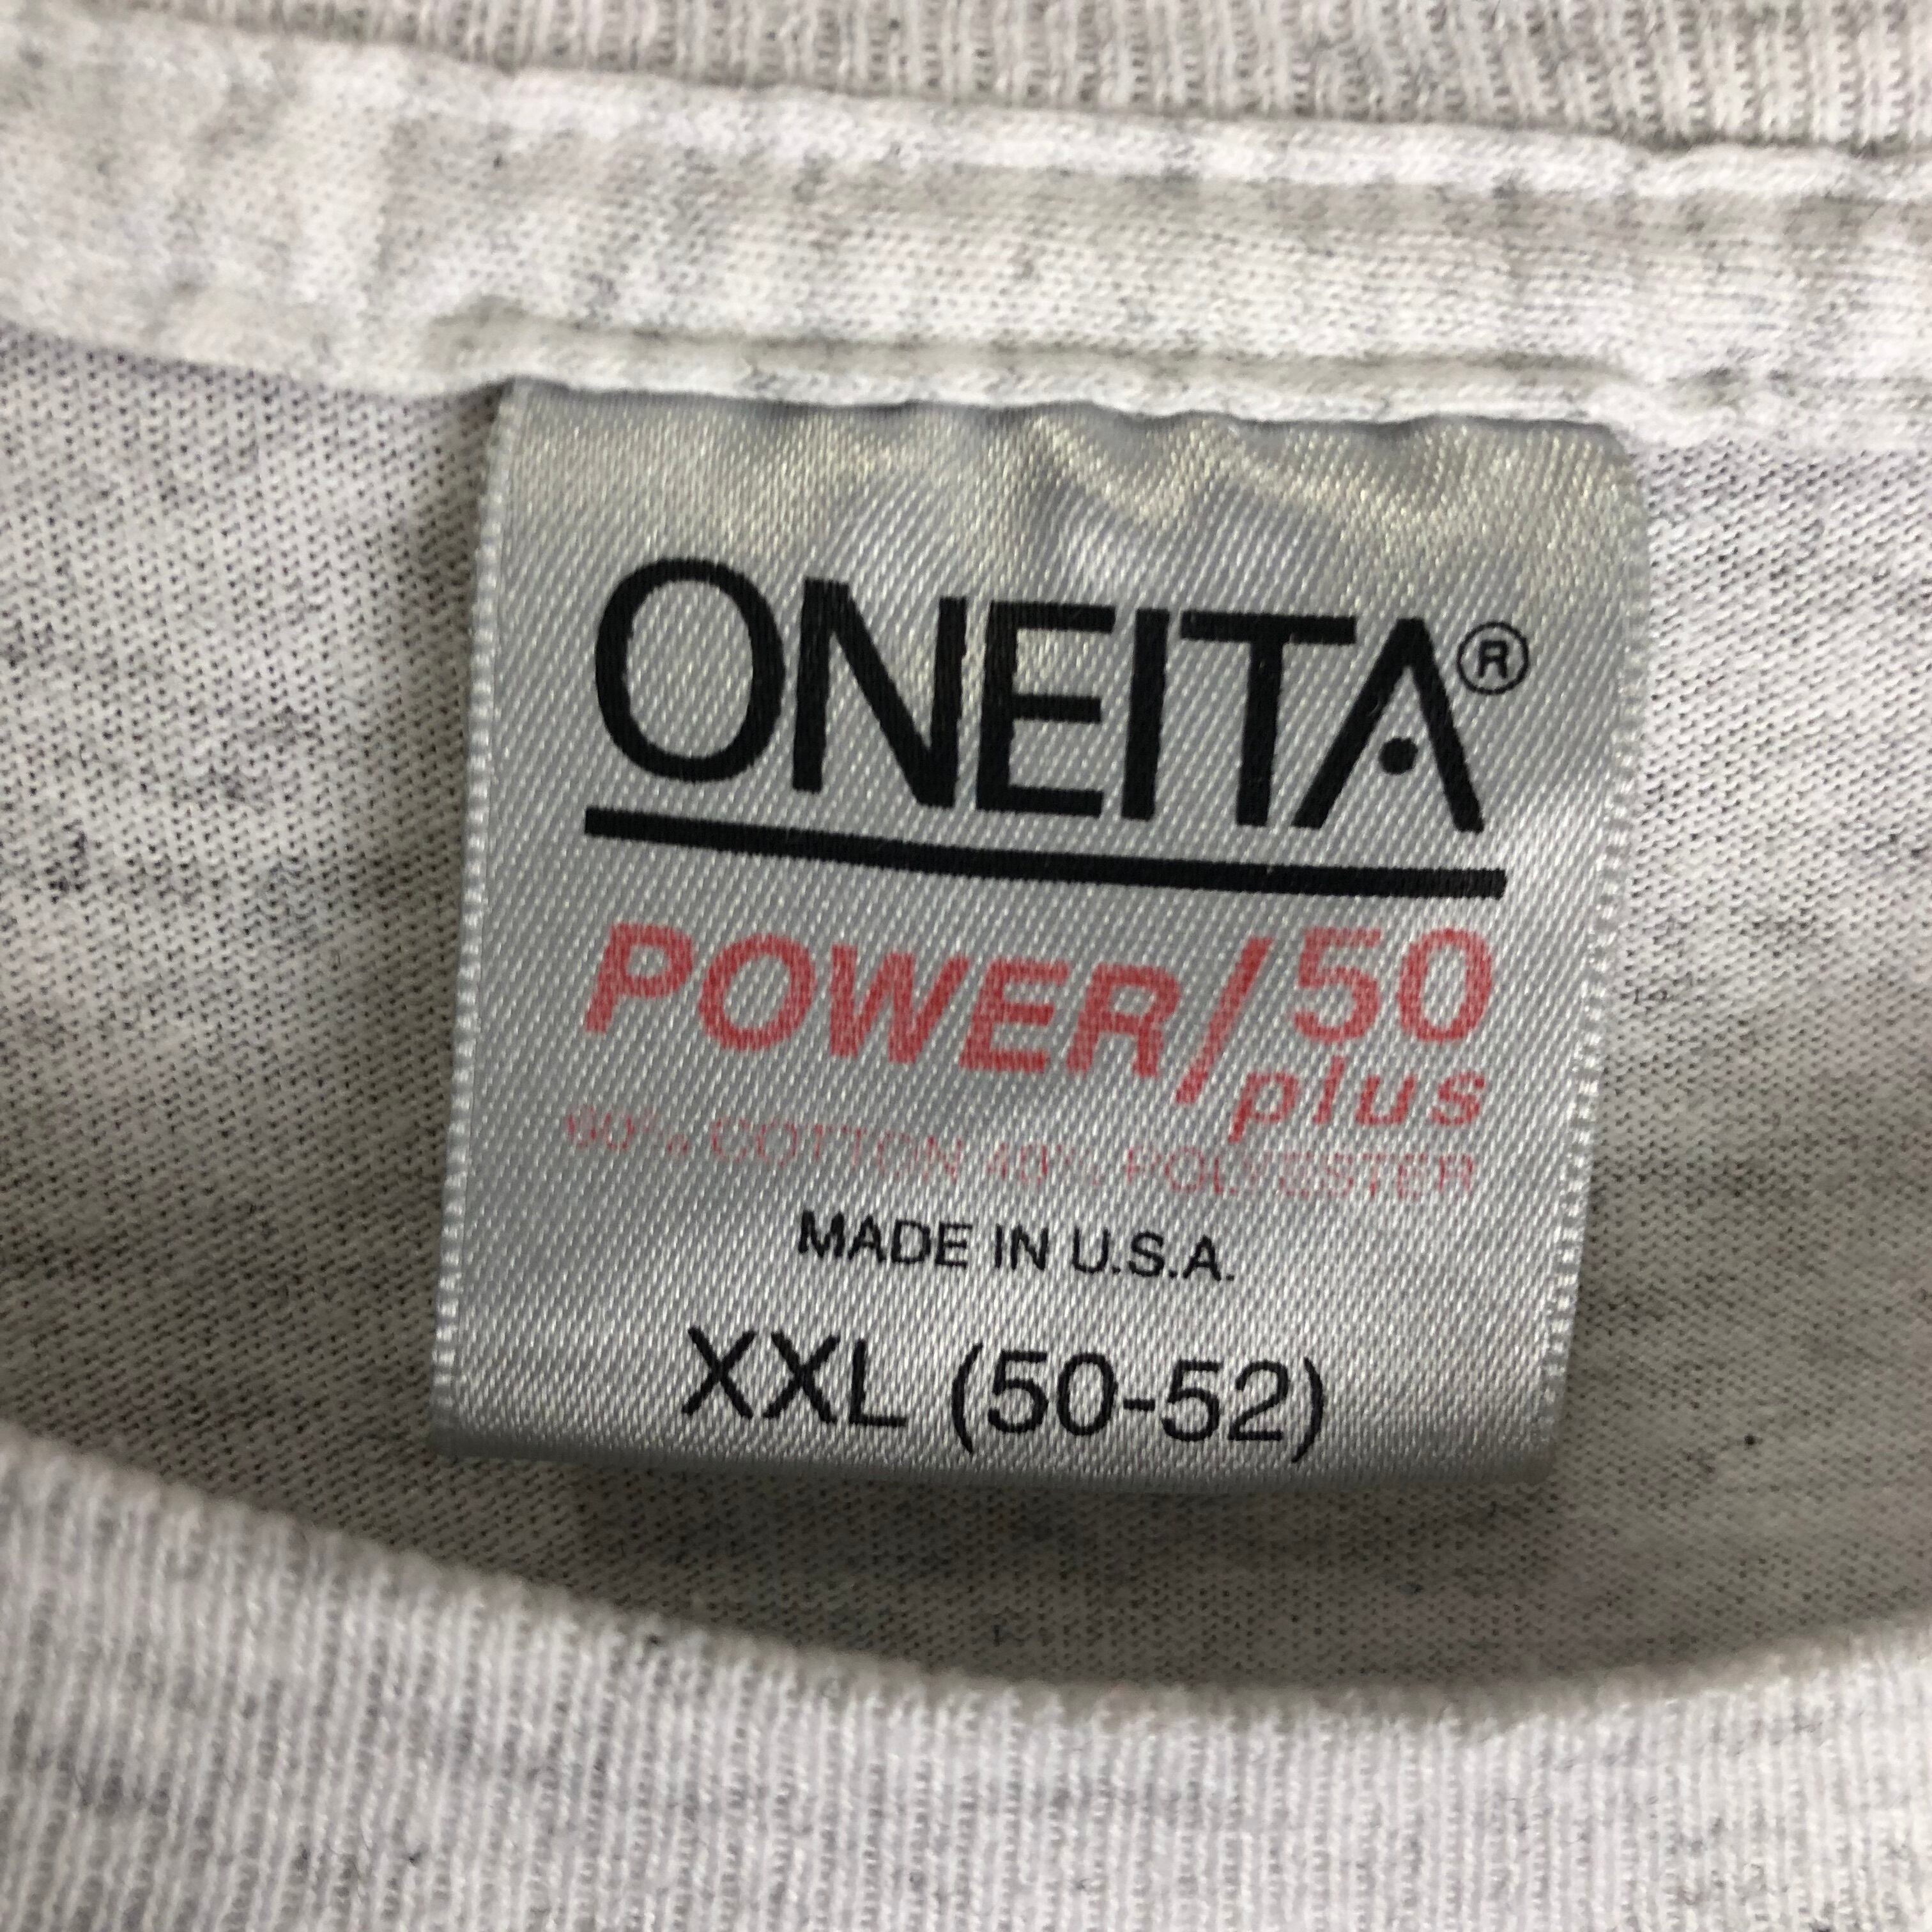 ONEITA®
POWER/50
plus
60% COTTON 40% POLYESTER
MADE IN U.S.A.
XXL (50-52)